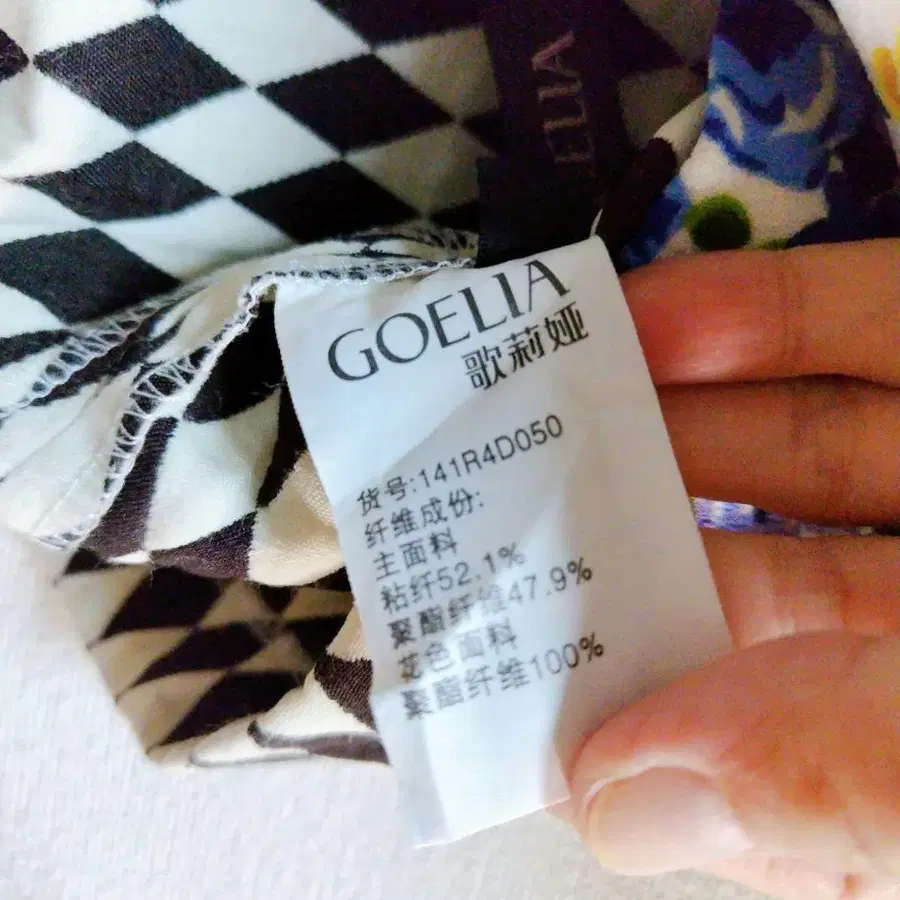 ELIA
GOELIA
歌莉娅
货号:141R4D050
纤维成份:
主面料
粘纤52.1%
聚酯纤维47.9%
花色面料
聚酯纤维100%